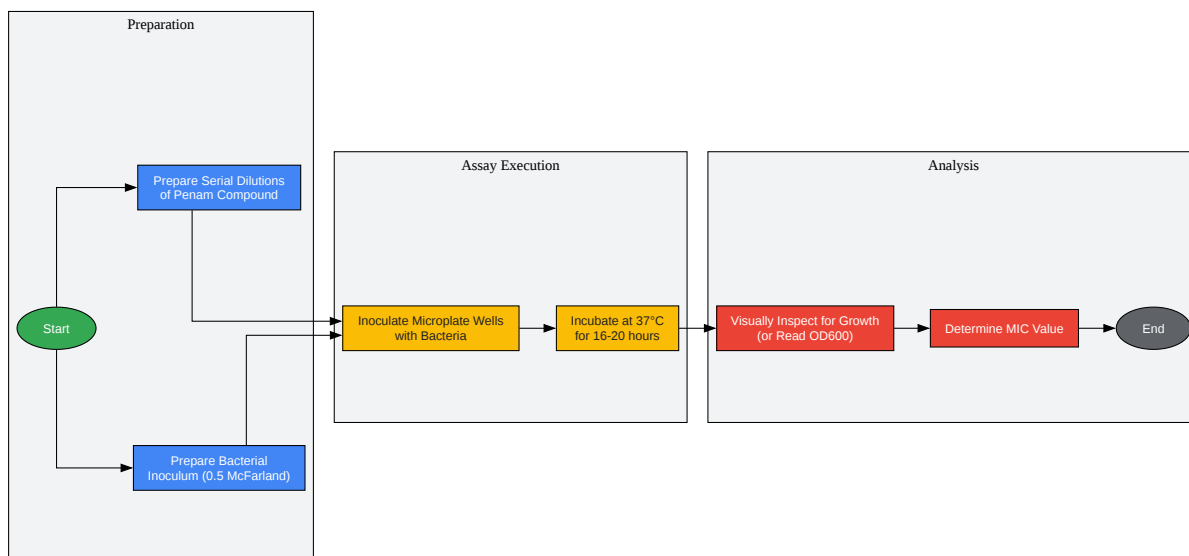 Preparation
Prepare Serial Dilutions
of Penam Compound
Start
Prepare Bacterial
Inoculum (0.5 McFarland)
Assay Execution
Inoculate Microplate Wells
with Bacteria
Incubate at 37°C
for 16-20 hours
Analysis
Visually Inspect for Growth
(or Read OD600)
Determine MIC Value
End